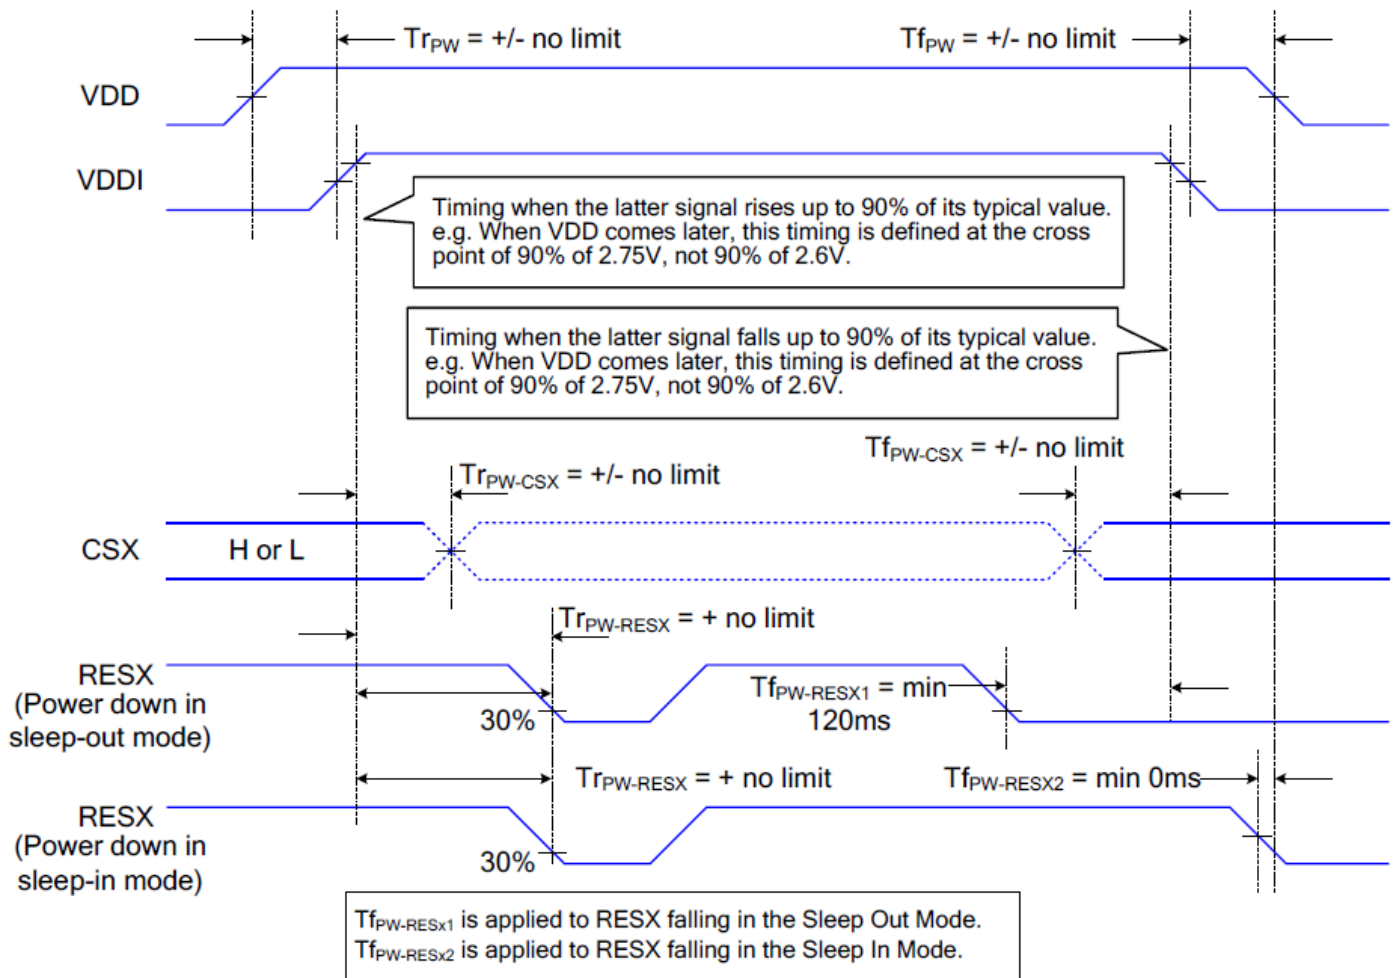 TrPW = +/- no limit
TfPW = +/- no limit
VDD
VDDI
Timing when the latter signal rises up to 90% of its typical value.
e.g. When VDD comes later, this timing is defined at the cross
point of 90% of 2.75V, not 90% of 2.6V.
Timing when the latter signal falls up to 90% of its typical value.
e.g. When VDD comes later, this timing is defined at the cross
point of 90% of 2.75V, not 90% of 2.6V.
TfPW-CSX = +/- no limit
TrPW-CSX = +/- no limit
CSX
H or L
TrPW-RESX = + no limit
RESX
(Power down in
sleep-out mode)
30%
TfPW-RESX1 = min
120ms
TrPW-RESX = + no limit
TfPW-RESX2 = min 0ms
RESX
(Power down in
sleep-in mode)
30%
TfPW-RESx1 is applied to RESX falling in the Sleep Out Mode.
TfPW-RESx2 is applied to RESX falling in the Sleep In Mode.